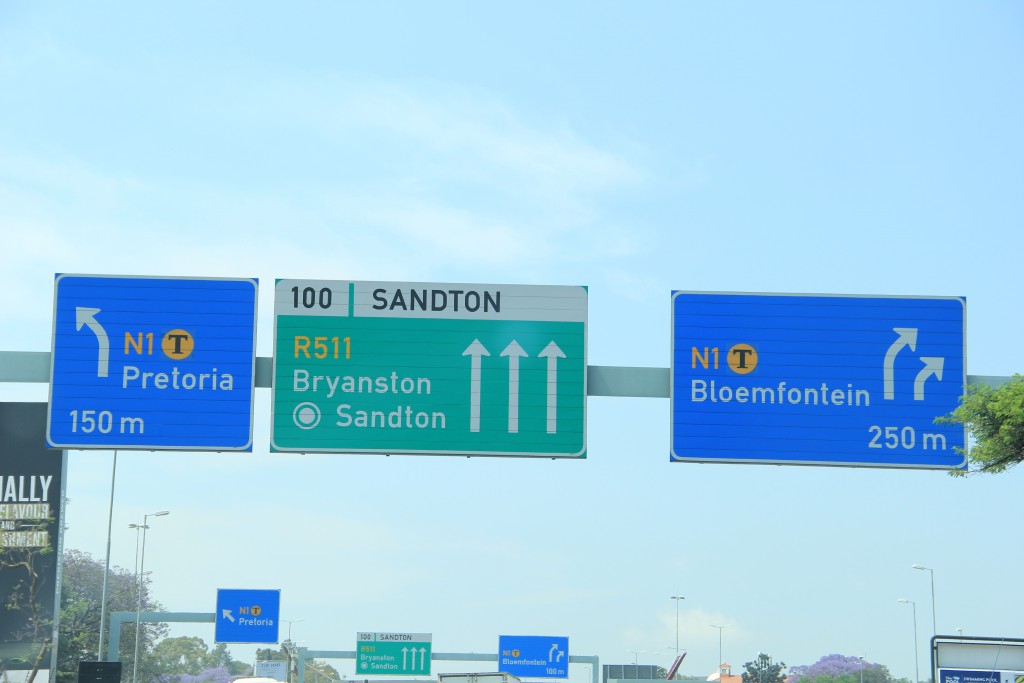 N1 T
Pretoria
150 m
100 SANDTON
R511
Bryanston
Sandton
N1 T
Bloemfontein
250 m
FLAVOUR
AND
N1 T
Pretoria
100 SANDTON
R511
Bryanston
Sandton
N1 T
Bloemfontein
100 m